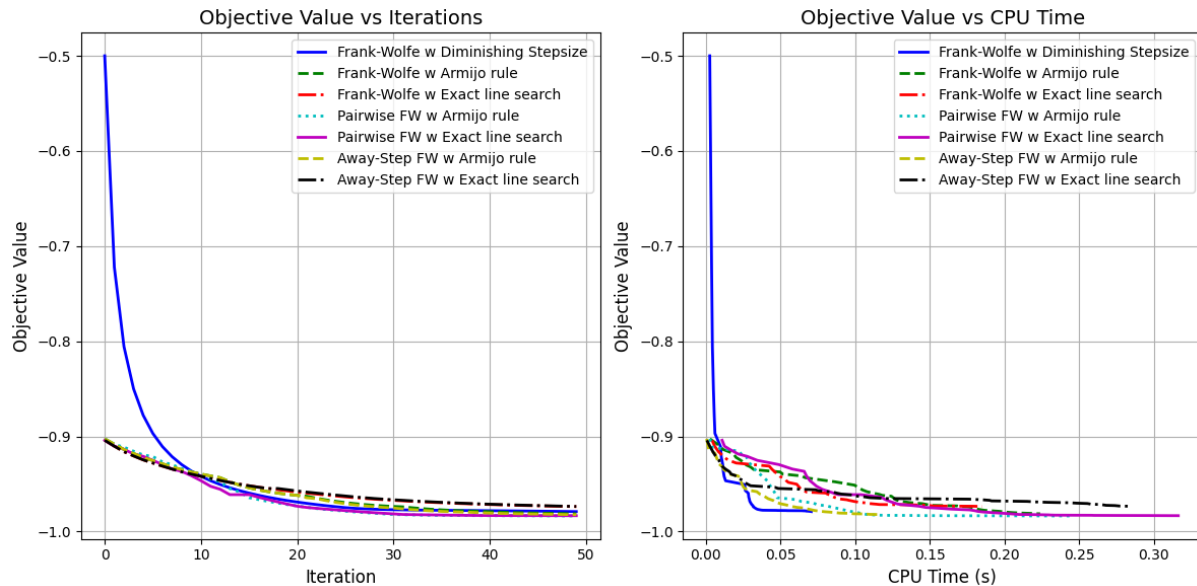 Objective Value vs Iterations
Objective Value
−0.5
−0.6
−0.7
−0.8
−0.9
−1.0
Frank-Wolfe w Diminishing Stepsize
Frank-Wolfe w Armijo rule
Frank-Wolfe w Exact line search
Pairwise FW w Armijo rule
Pairwise FW w Exact line search
Away-Step FW w Armijo rule
Away-Step FW w Exact line search
0 10 20 30 40 50
Iteration
Objective Value vs CPU Time
Objective Value
−0.5
−0.6
−0.7
−0.8
−0.9
−1.0
Frank-Wolfe w Diminishing Stepsize
Frank-Wolfe w Armijo rule
Frank-Wolfe w Exact line search
Pairwise FW w Armijo rule
Pairwise FW w Exact line search
Away-Step FW w Armijo rule
Away-Step FW w Exact line search
0.00 0.05 0.10 0.15 0.20 0.25 0.30
CPU Time (s)